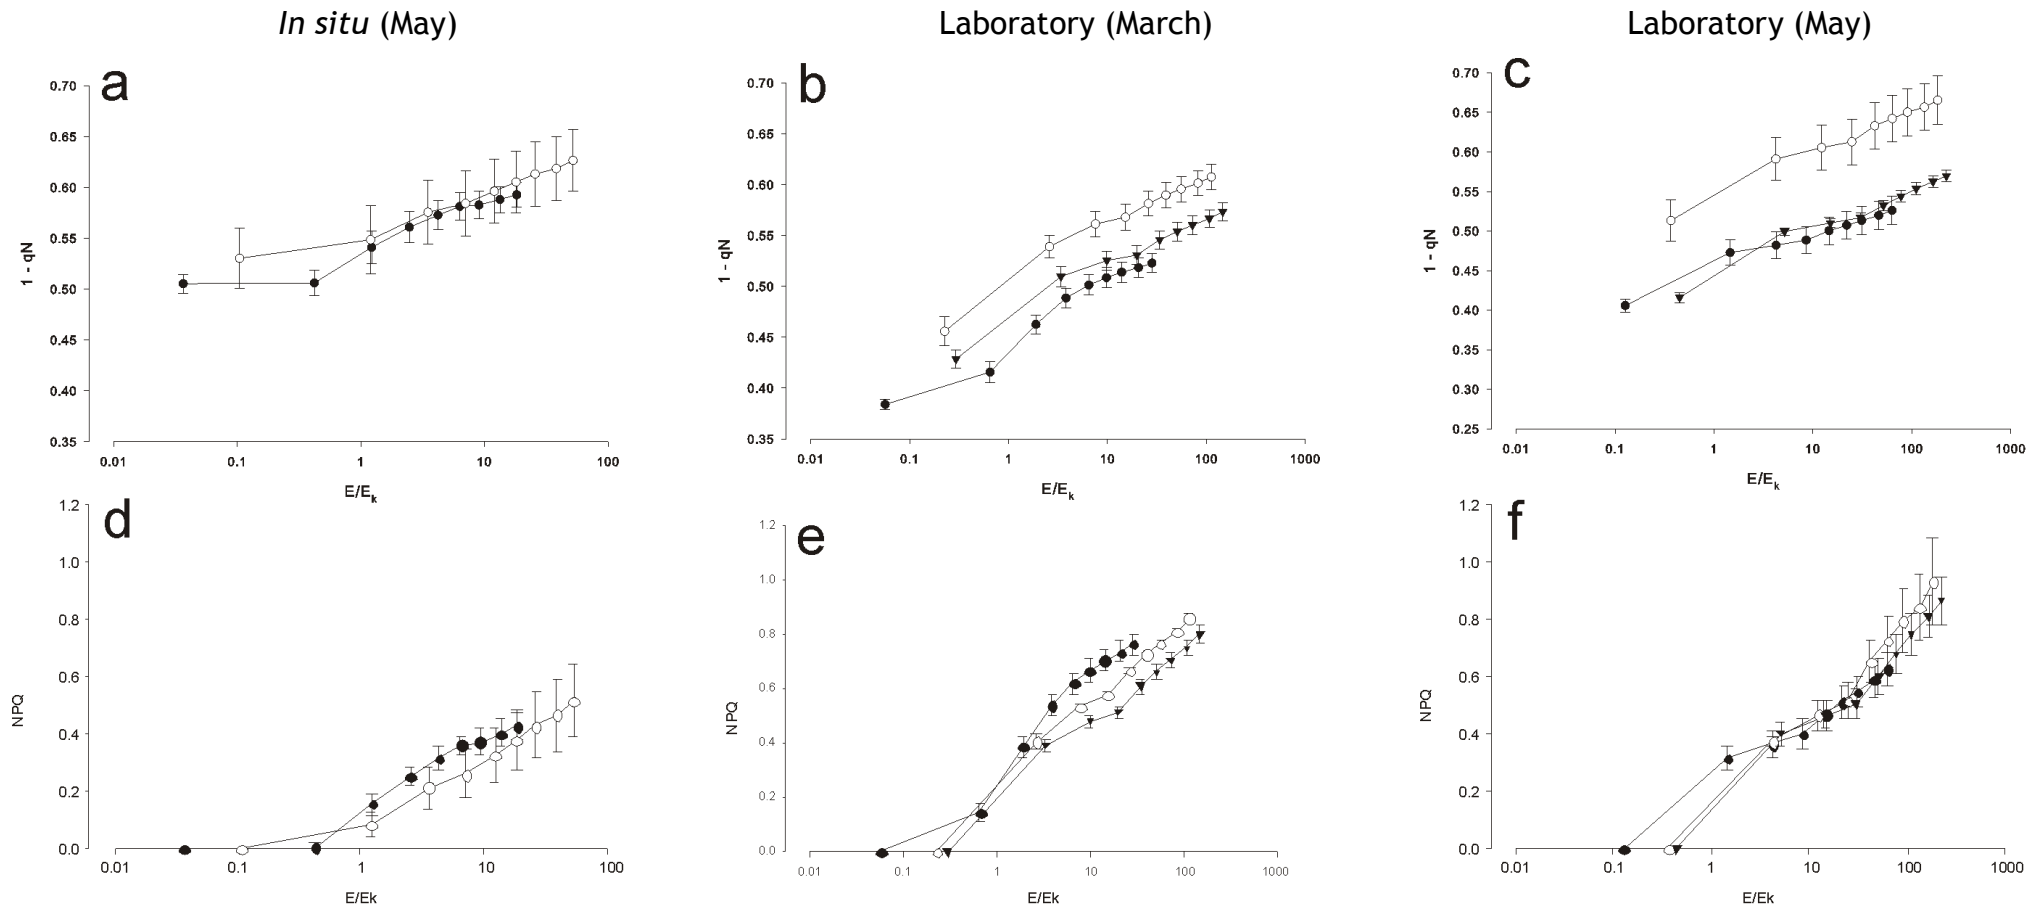 In situ (May)
Laboratory (March)
Laboratory (May)
a
0.70
0.65
0.60
0.55
0.50
0.45
0.40
0.35
1 - qN
0.01 0.1 1 10 100
E/Ek
b
0.70
0.65
0.60
0.55
0.50
0.45
0.40
0.35
1 - qN
0.01 0.1 1 10 100 1000
E/Ek
c
0.70
0.65
0.60
0.55
0.50
0.45
0.40
0.35
0.30
0.25
1 - qN
0.01 0.1 1 10 100 1000
E/Ek
d
1.2
1.0
0.8
0.6
0.4
0.2
0.0
NPQ
0.01 0.1 1 10 100
E/Ek
e
1.2
1.0
0.8
0.6
0.4
0.2
0.0
NPQ
0.01 0.1 1 10 100 1000
E/Ek
f
1.2
1.0
0.8
0.6
0.4
0.2
0.0
NPQ
0.01 0.1 1 10 100 1000
E/Ek